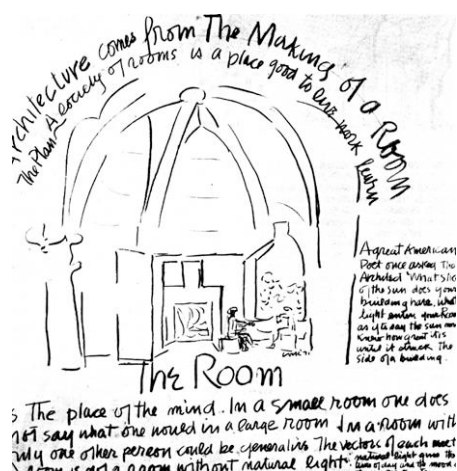 Architecture comes from The Making of a Room
The Plan A society of rooms is a place good to live work learn
A great American
Poet once asked The
Architect 'What slice
of the sun does your
building have. What
light enters your Room
as if to say the sun never
knew how great it is
until it struck the
side of a building.
The Room
s The place of the mind. In a small room one does
not say what one would in a large room In a room with
only one other person could be generative The vectors of each meet
room is not a room without natural light natural light gives the